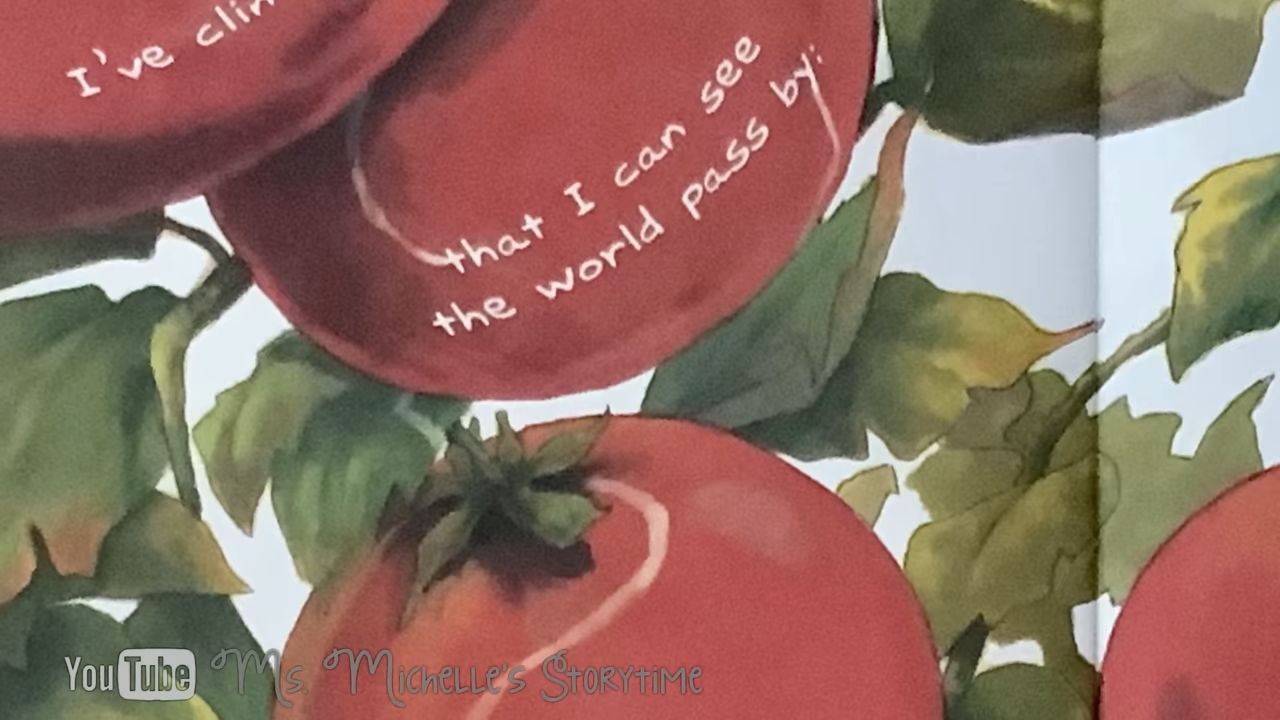 I've
that I can see
the world pass by:
YouTube Ms. Michelle's Storytime